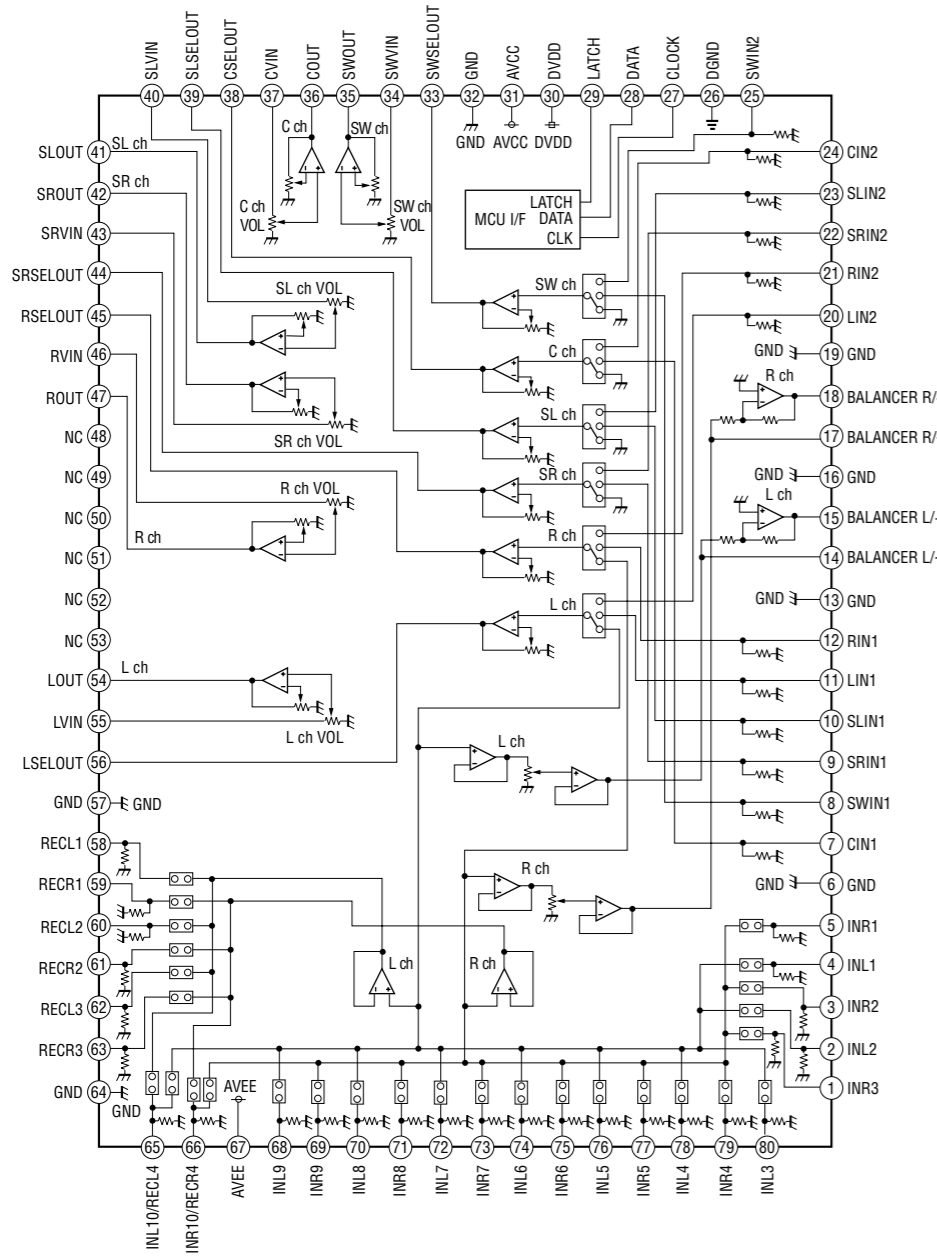 SLVIN
SLSELOUT
CSELOUT
CVIN
COUT
SWOUT
SWVIN
SWSELOUT
GND
AVCC
DVDD
LATCH
DATA
CLOCK
DGND
SWIN2
40 39 38 37 36 35 34 33 32 31 30 29 28 27 26 25
SLOUT 41 SL ch
SROUT 42 SR ch
SRVIN 43
SRSELOUT 44
RSELOUT 45
RVIN 46
ROUT 47
NC 48
NC 49
NC 50
NC 51
NC 52
NC 53
LOUT 54 L ch
LVIN 55
LSELOUT 56
GND 57 GND
RECL1 58
RECR1 59
RECL2 60
RECR2 61
RECL3 62
RECR3 63
GND 64 GND
C ch
SW ch
C ch
VOL
SW ch
VOL
GND AVCC DVDD
LATCH
MCU I/F DATA
CLK
SL ch VOL
SR ch VOL
R ch VOL
R ch
L ch VOL
SW ch
C ch
SL ch
SR ch
R ch
L ch
L ch
R ch
L ch
R ch
AVEE
24 CIN2
23 SLIN2
22 SRIN2
21 RIN2
20 LIN2
GND 19 GND
R ch
18 BALANCER R/
17 BALANCER R/
GND 16 GND
L ch
15 BALANCER L/-
14 BALANCER L/-
GND 13 GND
12 RIN1
11 LIN1
10 SLIN1
9 SRIN1
8 SWIN1
7 CIN1
GND 6 GND
5 INR1
4 INL1
3 INR2
2 INL2
1 INR3
65 66 67 68 69 70 71 72 73 74 75 76 77 78 79 80
INL10/RECL4
INR10/RECR4
AVEE
INL9
INR9
INL8
INR8
INL7
INR7
INL6
INR6
INL5
INR5
INL4
INR4
INL3